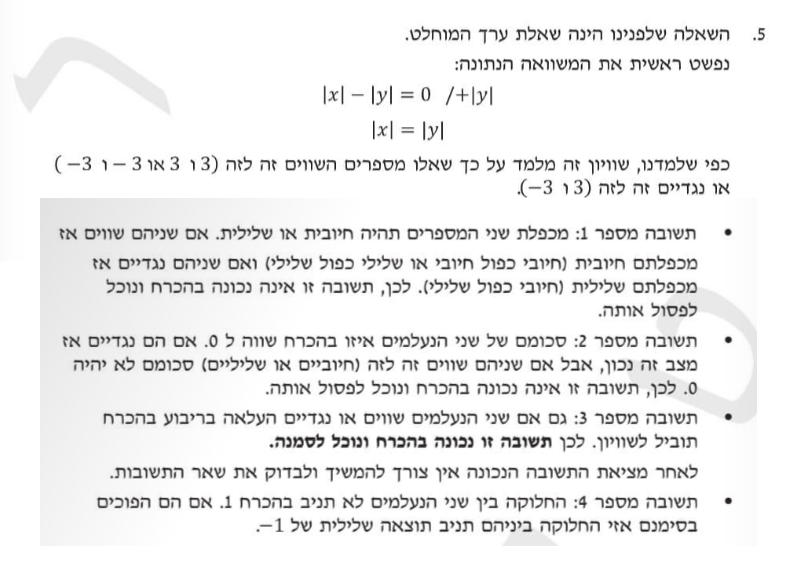 5. השאלה שלפנינו הינה שאלת ערך המוחלט.
נפשט ראשית את המשוואה הנתונה:
|x| − |y| = 0 /+|y|
|x| = |y|
כפי שלמדנו, שוויון זה מלמד על כך שאלו מספרים השווים זה לזה (3 ו 3 או 3− ו 3−)
או נגדיים זה לזה (3 ו 3−).
• תשובה מספר 1: מכפלת שני המספרים תהיה חיובית או שלילית. אם שניהם שווים אז
מכפלתם חיובית (חיובי כפול חיובי או שלילי כפול שלילי) ואם שניהם נגדיים אז
מכפלתם שלילית (חיובי כפול שלילי). לכן, תשובה זו אינה נכונה בהכרח ונוכל
לפסול אותה.
• תשובה מספר 2: סכומם של שני הנעלמים איזו בהכרח שווה ל 0. אם הם נגדיים אז
מצב זה נכון, אבל אם שניהם שווים זה לזה (חיוביים או שליליים) סכומם לא יהיה
0. לכן, תשובה זו אינה נכונה בהכרח ונוכל לפסול אותה.
• תשובה מספר 3: גם אם שני הנעלמים שווים או נגדיים העלאה בריבוע בהכרח
תוביל לשוויון. לכן תשובה זו נכונה בהכרח ונוכל לסמנה.
לאחר מציאת התשובה הנכונה אין צורך להמשיך ולבדוק את שאר התשובות.
• תשובה מספר 4: החלוקה בין שני הנעלמים לא תניב בהכרח 1. אם הם הפוכים
בסימנם אזי החלוקה ביניהם תניב תוצאה שלילית של 1−.